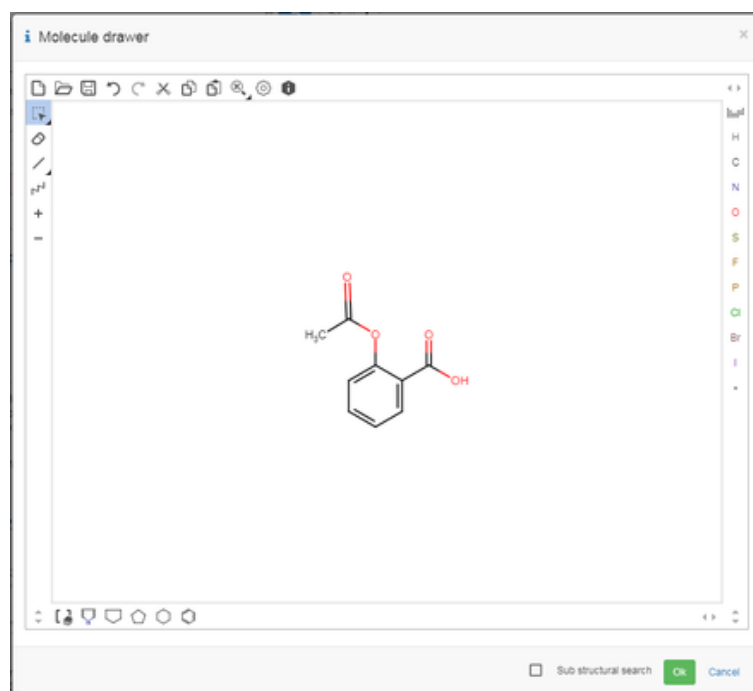 i Molecule drawer ×
H
C
N
O
S
F
P
Cl
Br
I
*
O
O
O
H₃C
OH
Sub structural search Ok Cancel